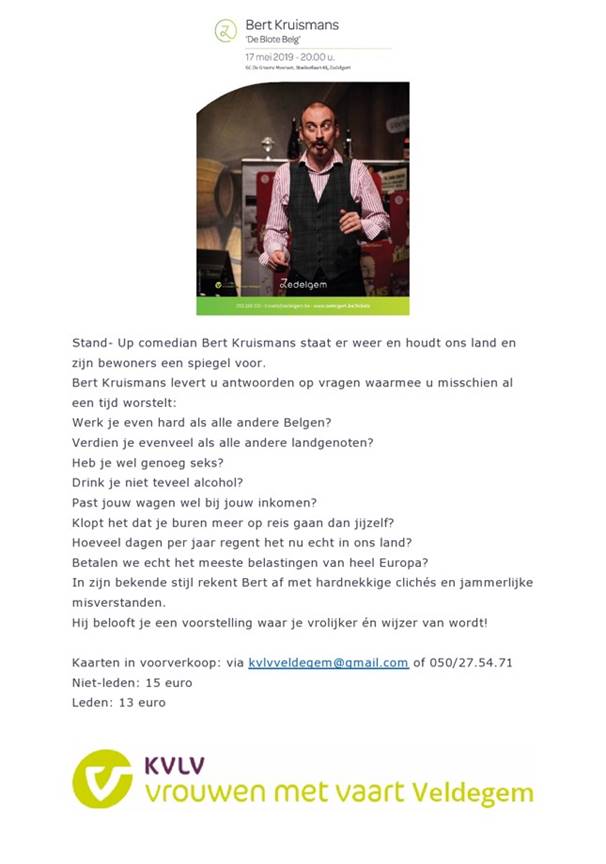 Bert Kruismans
'De Blote Belg'
17 mei 2019 - 20.00 u.
Zedelgem
Stand- Up comedian Bert Kruismans staat er weer en houdt ons land en
zijn bewoners een spiegel voor.
Bert Kruismans levert u antwoorden op vragen waarmee u misschien al
een tijd worstelt:
Werk je even hard als alle andere Belgen?
Verdien je evenveel als alle andere landgenoten?
Heb je wel genoeg seks?
Drink je niet teveel alcohol?
Past jouw wagen wel bij jouw inkomen?
Klopt het dat je buren meer op reis gaan dan jijzelf?
Hoeveel dagen per jaar regent het nu echt in ons land?
Betalen we echt het meeste belastingen van heel Europa?
In zijn bekende stijl rekent Bert af met hardnekkige clichés en jammerlijke
misverstanden.
Hij belooft je een voorstelling waar je vrolijker én wijzer van wordt!
Kaarten in voorverkoop: via kvlvveldegem@gmail.com of 050/27.54.71
Niet-leden: 15 euro
Leden: 13 euro
KVLV
vrouwen met vaart Veldegem